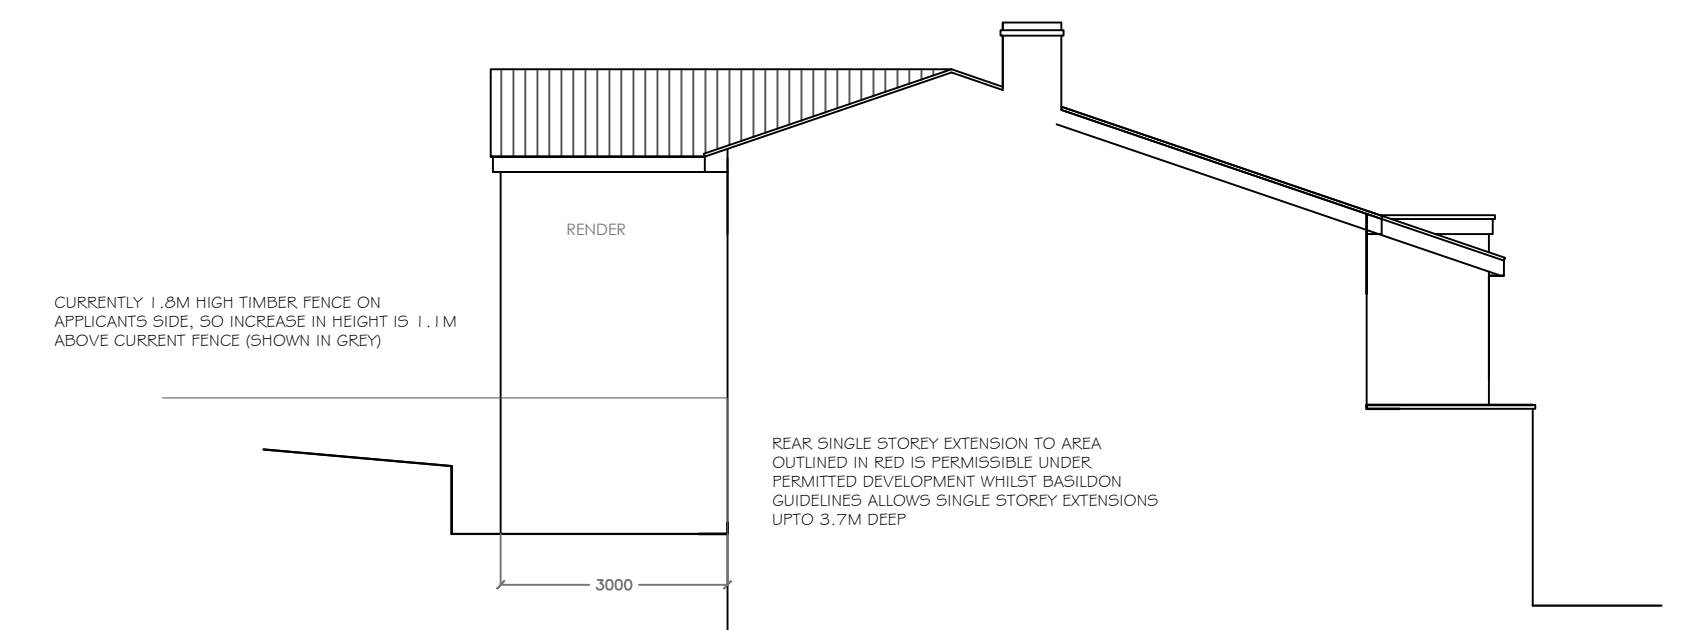 RENDER
CURRENTLY 1.8M HIGH TIMBER FENCE ON
APPLICANTS SIDE, SO INCREASE IN HEIGHT IS 1.1M
ABOVE CURRENT FENCE (SHOWN IN GREY)
REAR SINGLE STOREY EXTENSION TO AREA
OUTLINED IN RED IS PERMISSIBLE UNDER
PERMITTED DEVELOPMENT WHILST BASILDON
GUIDELINES ALLOWS SINGLE STOREY EXTENSIONS
UPTO 3.7M DEEP
3000